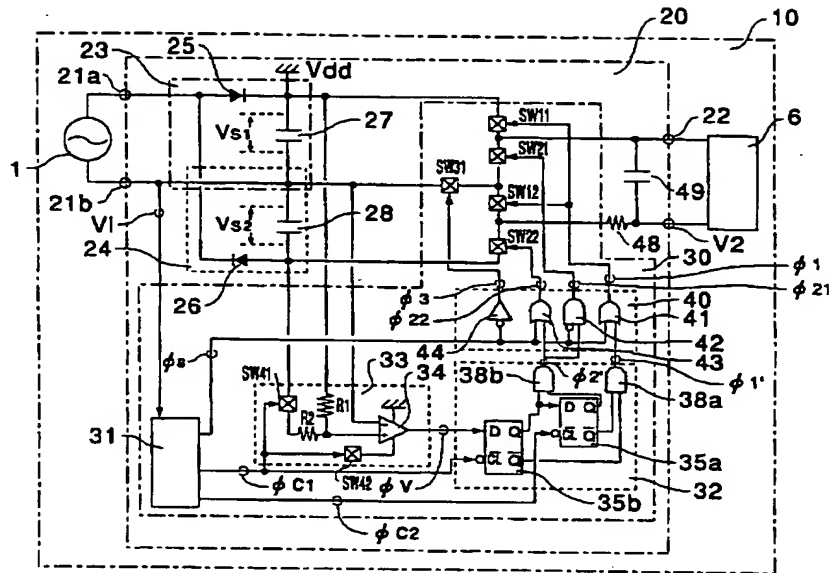 20
10
23
25
21a
Vdd
SW11
22
6
Vs1
27
SW21
1
SW31
49
21b
SW12
V1
Vs2
28
SW22
48
V2
24
30
φ1
26
φ3
φ21
φ22
40
41
44
42
φs
33
43
SW41
34
38b
φ2'
φ1'
R1
38a
31
R2
D Q
D Q
CL Q
35a
SW42
CL Q
φC1
φV
32
35b
φC2